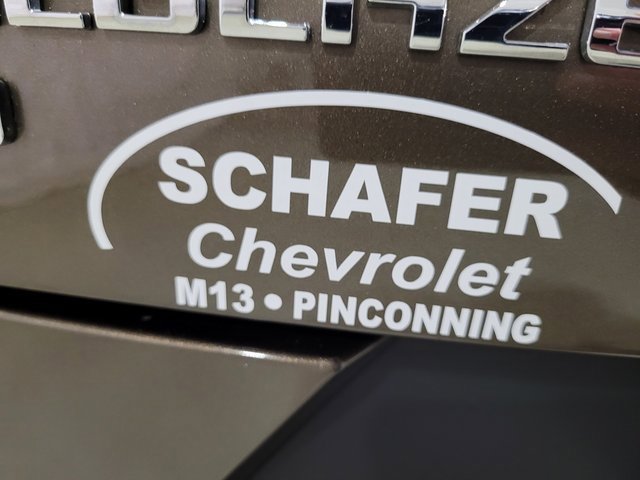 SCHAFER
Chevrolet
M13 • PINCONNING